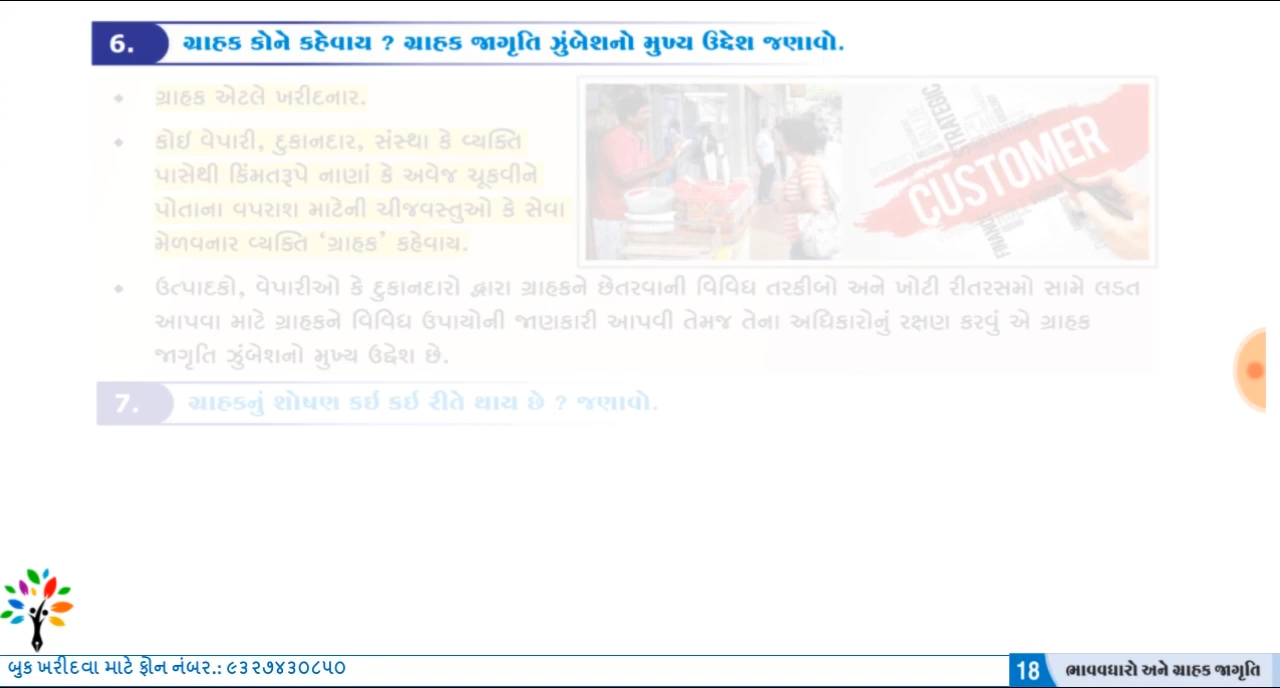 6. ગ્રાહક કોને કહેવાય ? ગ્રાહક જાગૃતિ ઝુંબેશનો મુખ્ય ઉદ્દેશ જણાવો.
♦ ગ્રાહક એટલે ખરીદનાર.
♦ કોઈ વેપારી, દુકાનદાર, સંસ્થા કે વ્યક્તિ
પાસેથી કિંમતરૂપે નાણાં કે અવેજ ચૂકવીને
પોતાના વપરાશ માટેની ચીજવસ્તુઓ કે સેવા
મેળવનાર વ્યક્તિ ‘ગ્રાહક’ કહેવાય.
STRATEGIC
CUSTOMER
♦ ઉત્પાદકો, વેપારીઓ કે દુકાનદારો દ્વારા ગ્રાહકને છેતરવાની વિવિધ તરકીબો અને ખોટી રીતરસમો સામે લડત
આપવા માટે ગ્રાહકને વિવિધ ઉપાયોની જાણકારી આપવી તેમજ તેના અધિકારોનું રક્ષણ કરવું એ ગ્રાહક
જાગૃતિ ઝુંબેશનો મુખ્ય ઉદ્દેશ છે.
7. ગ્રાહકનું શોષણ કઈ કઈ રીતે થાય છે ? જણાવો.
બુક ખરીદવા માટે ફોન નંબર.: ૯૩૨૭૪૩૦૮૫૦
18 ભાવવધારો અને ગ્રાહક જાગૃતિ